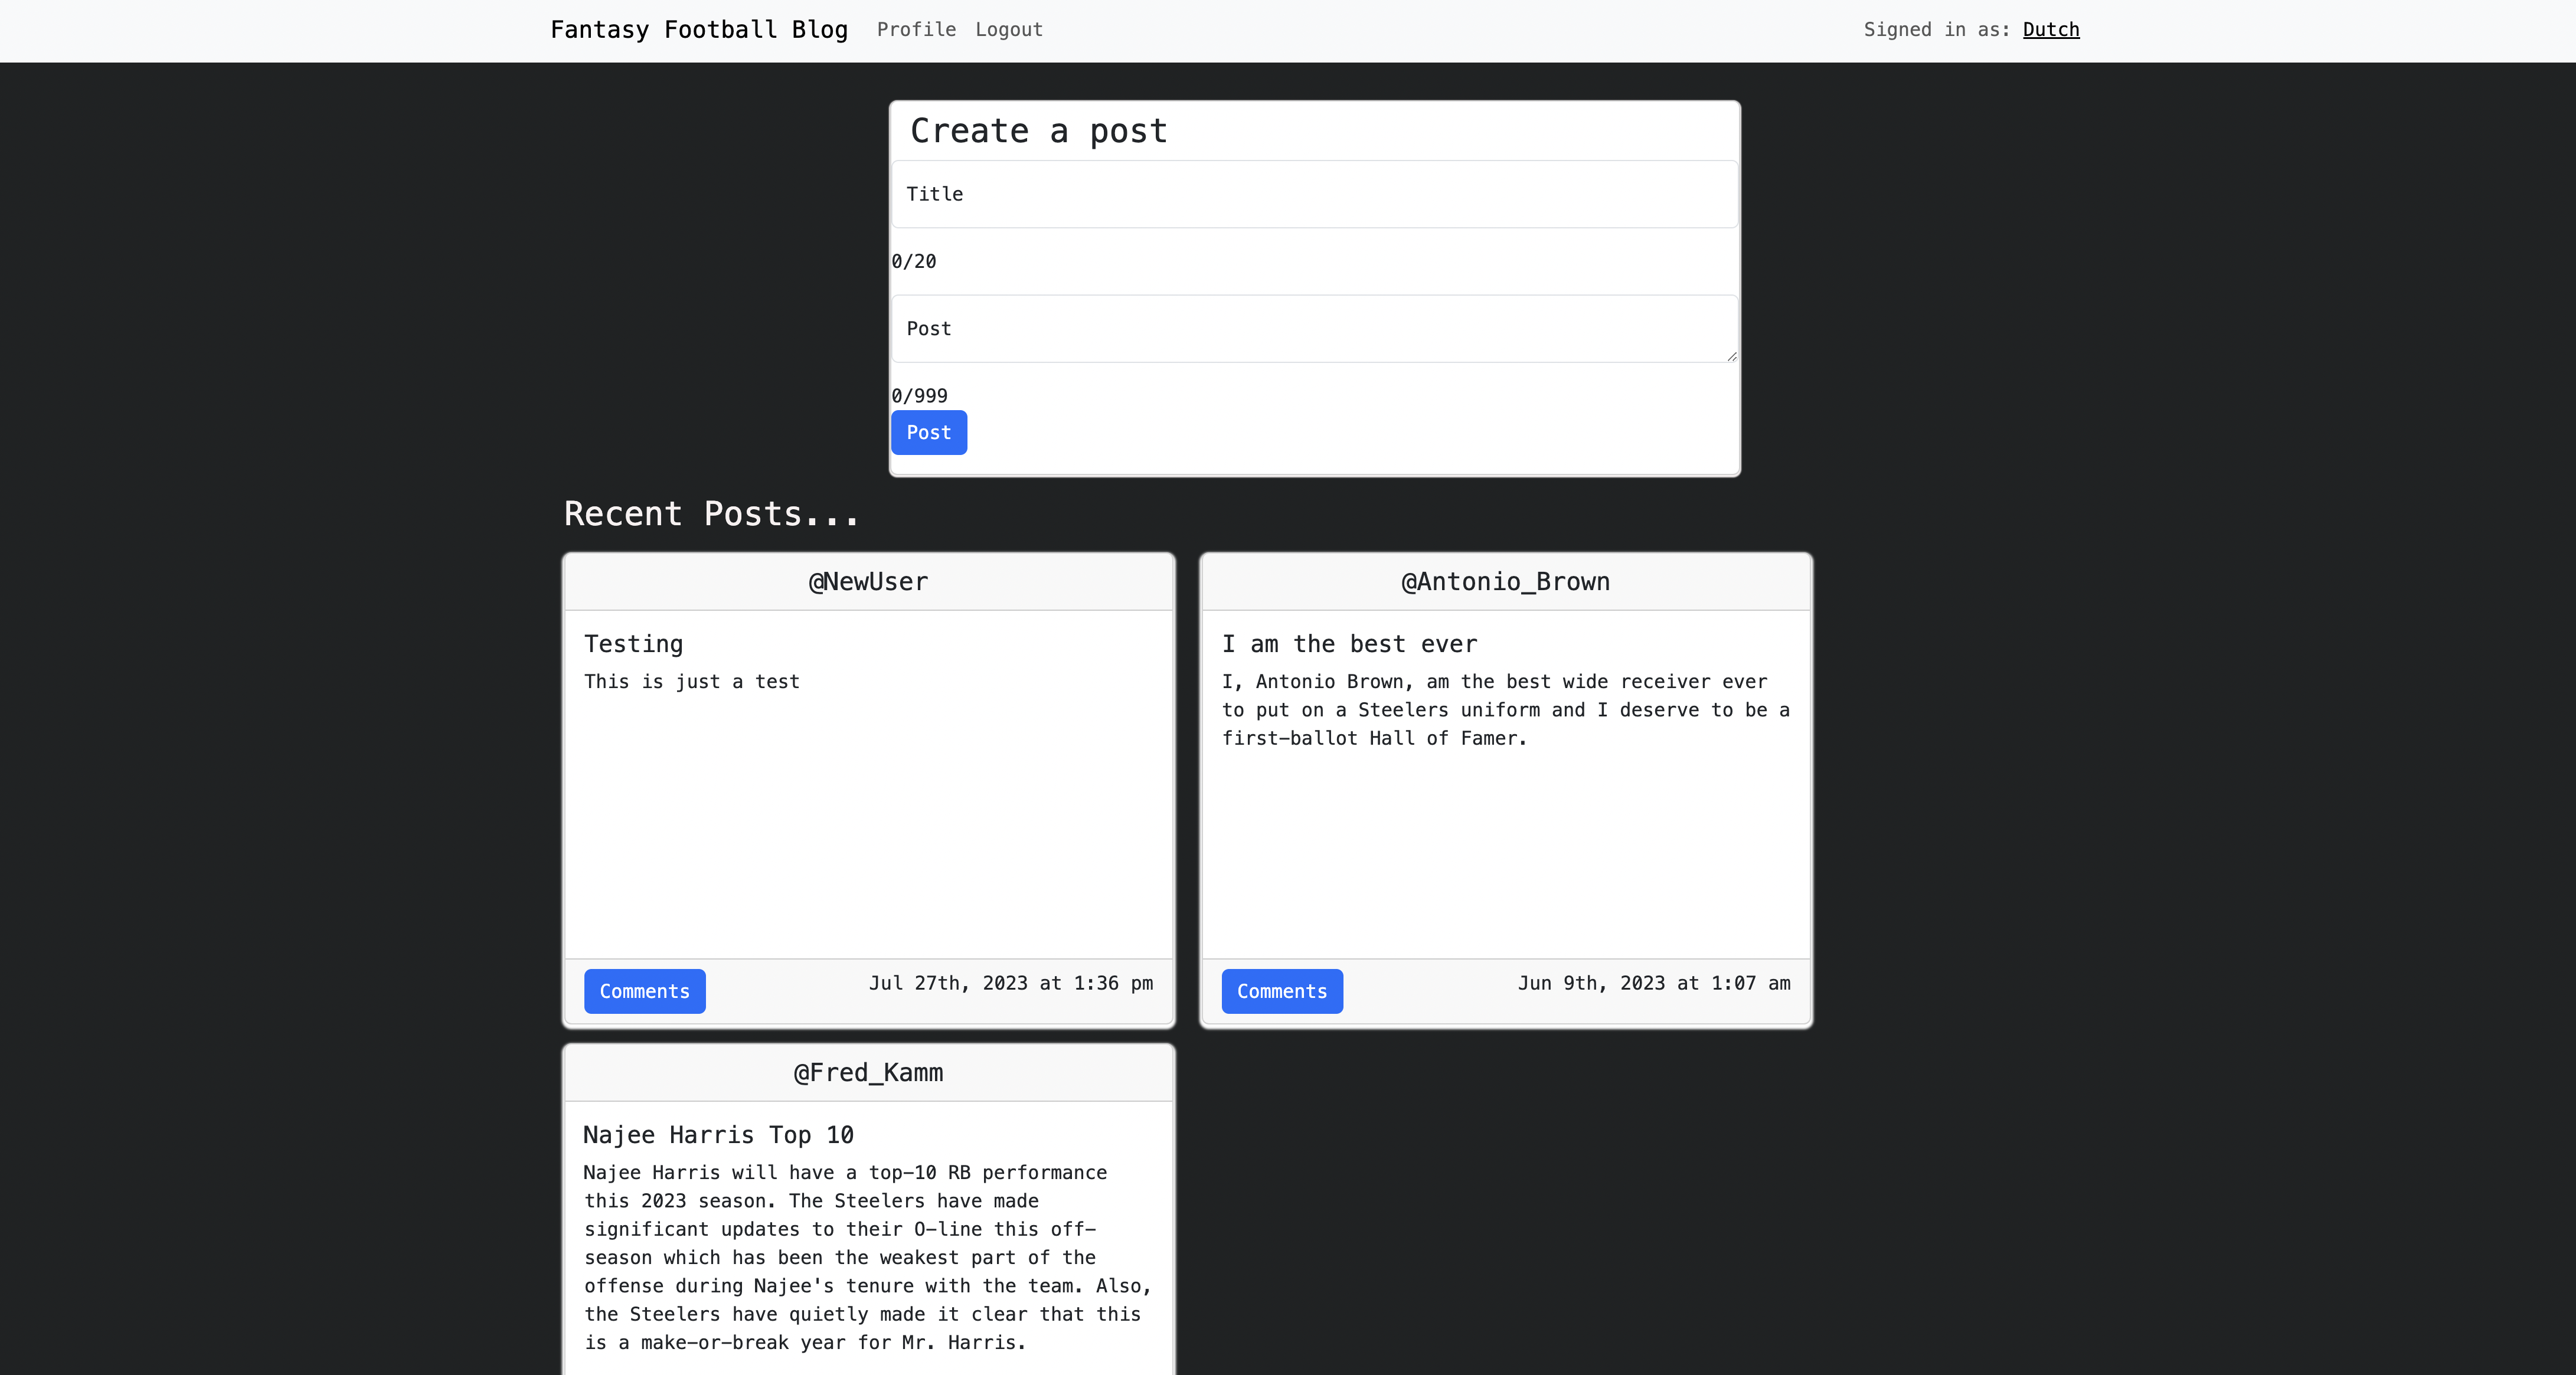 Fantasy Football Blog Profile Logout Signed in as: Dutch
Create a post
Title
0/20
Post
0/999
Post
Recent Posts...
@NewUser
Testing
This is just a test
Comments Jul 27th, 2023 at 1:36 pm
@Antonio_Brown
I am the best ever
I, Antonio Brown, am the best wide receiver ever
to put on a Steelers uniform and I deserve to be a
first-ballot Hall of Famer.
Comments Jun 9th, 2023 at 1:07 am
@Fred_Kamm
Najee Harris Top 10
Najee Harris will have a top-10 RB performance
this 2023 season. The Steelers have made
significant updates to their O-line this off-
season which has been the weakest part of the
offense during Najee's tenure with the team. Also,
the Steelers have quietly made it clear that this
is a make-or-break year for Mr. Harris.